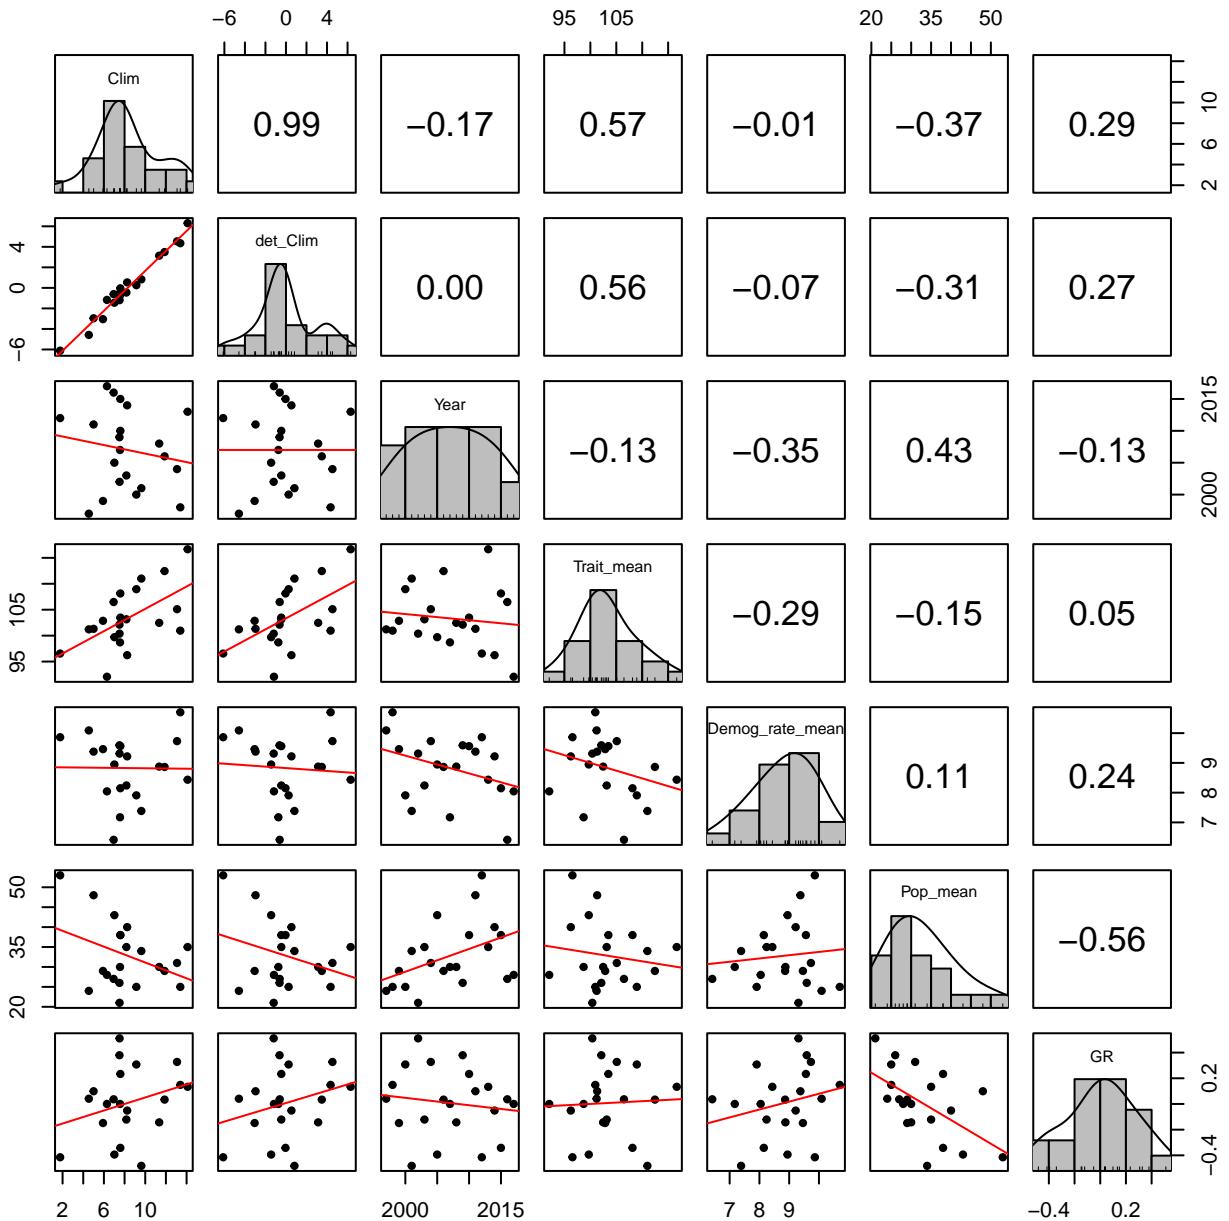 −6 0 4 95 105 20 35 50
Clim
0.99 −0.17 0.57 −0.01 −0.37 0.29
2 6 10
−6 0 4
det_Clim
0.00 0.56 −0.07 −0.31 0.27
Year
−0.13 −0.35 0.43 −0.13
2000 2015
95 105
Trait_mean
−0.29 −0.15 0.05
Demog_rate_mean
0.11 0.24
7 8 9
20 35 50
Pop_mean
−0.56
GR
−0.4 0.2
2 6 10 2000 2015 7 8 9 −0.4 0.2